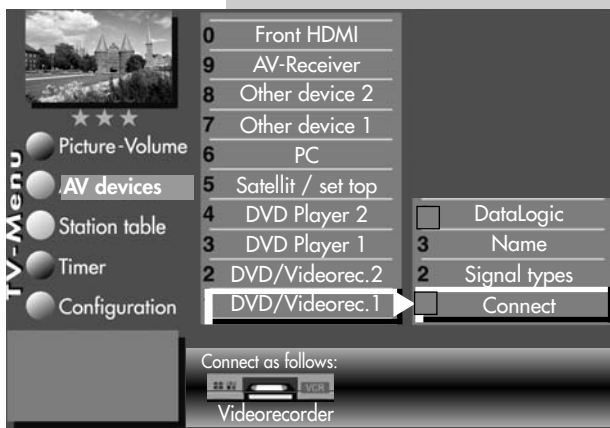 TV-Menu
Picture-Volume
AV devices
Station table
Timer
Configuration
0 Front HDMI
9 AV-Receiver
8 Other device 2
7 Other device 1
6 PC
5 Satellit / set top
4 DVD Player 2
3 DVD Player 1
2 DVD/Videorec.2
DVD/Videorec.1
DataLogic
3 Name
2 Signal types
Connect
Connect as follows:
VCR
Videorecorder